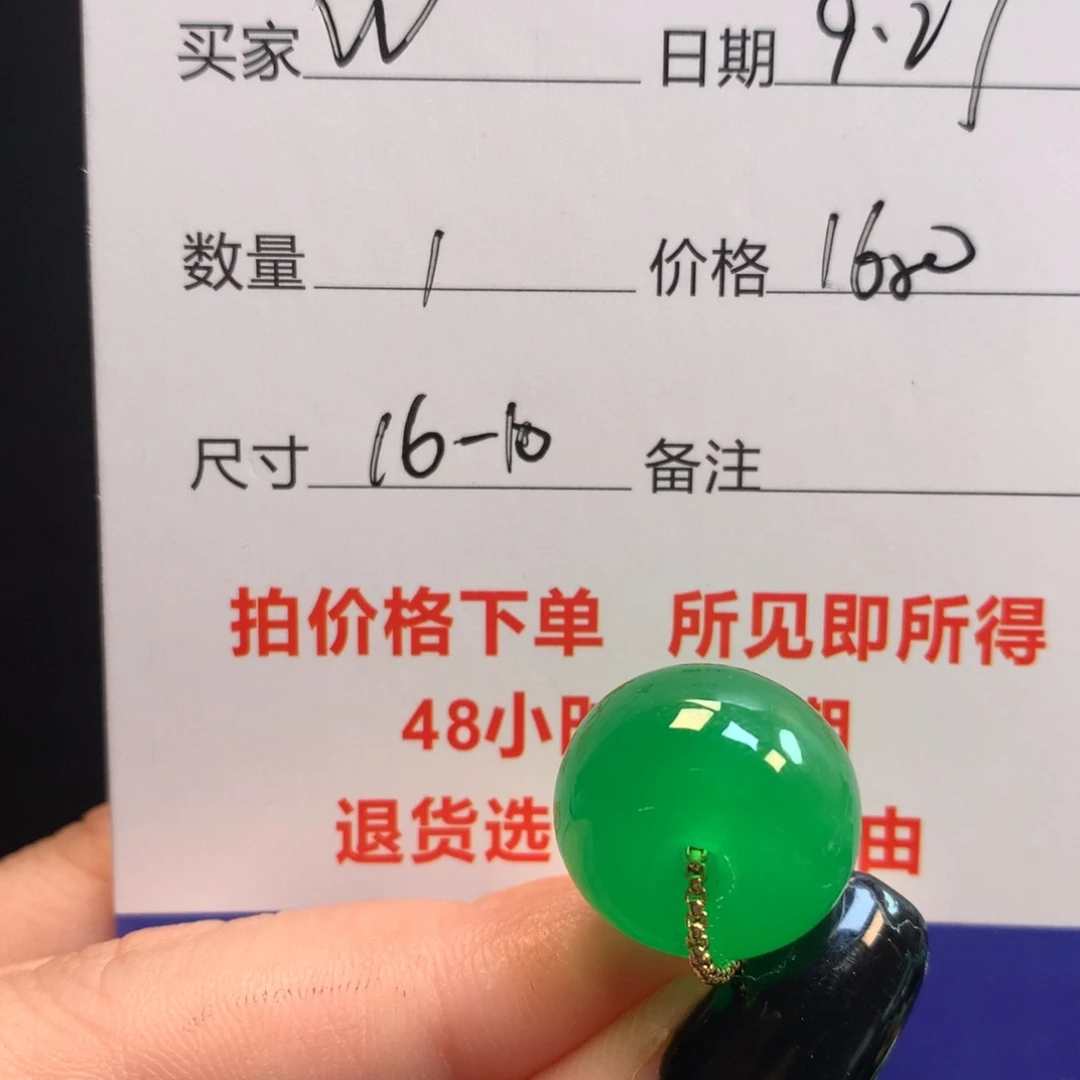 买家 W 日期 9.27
数量 1 价格 1680
尺寸 16-10 备注
拍价格下单 所见即所得
48小 期
退货选 由